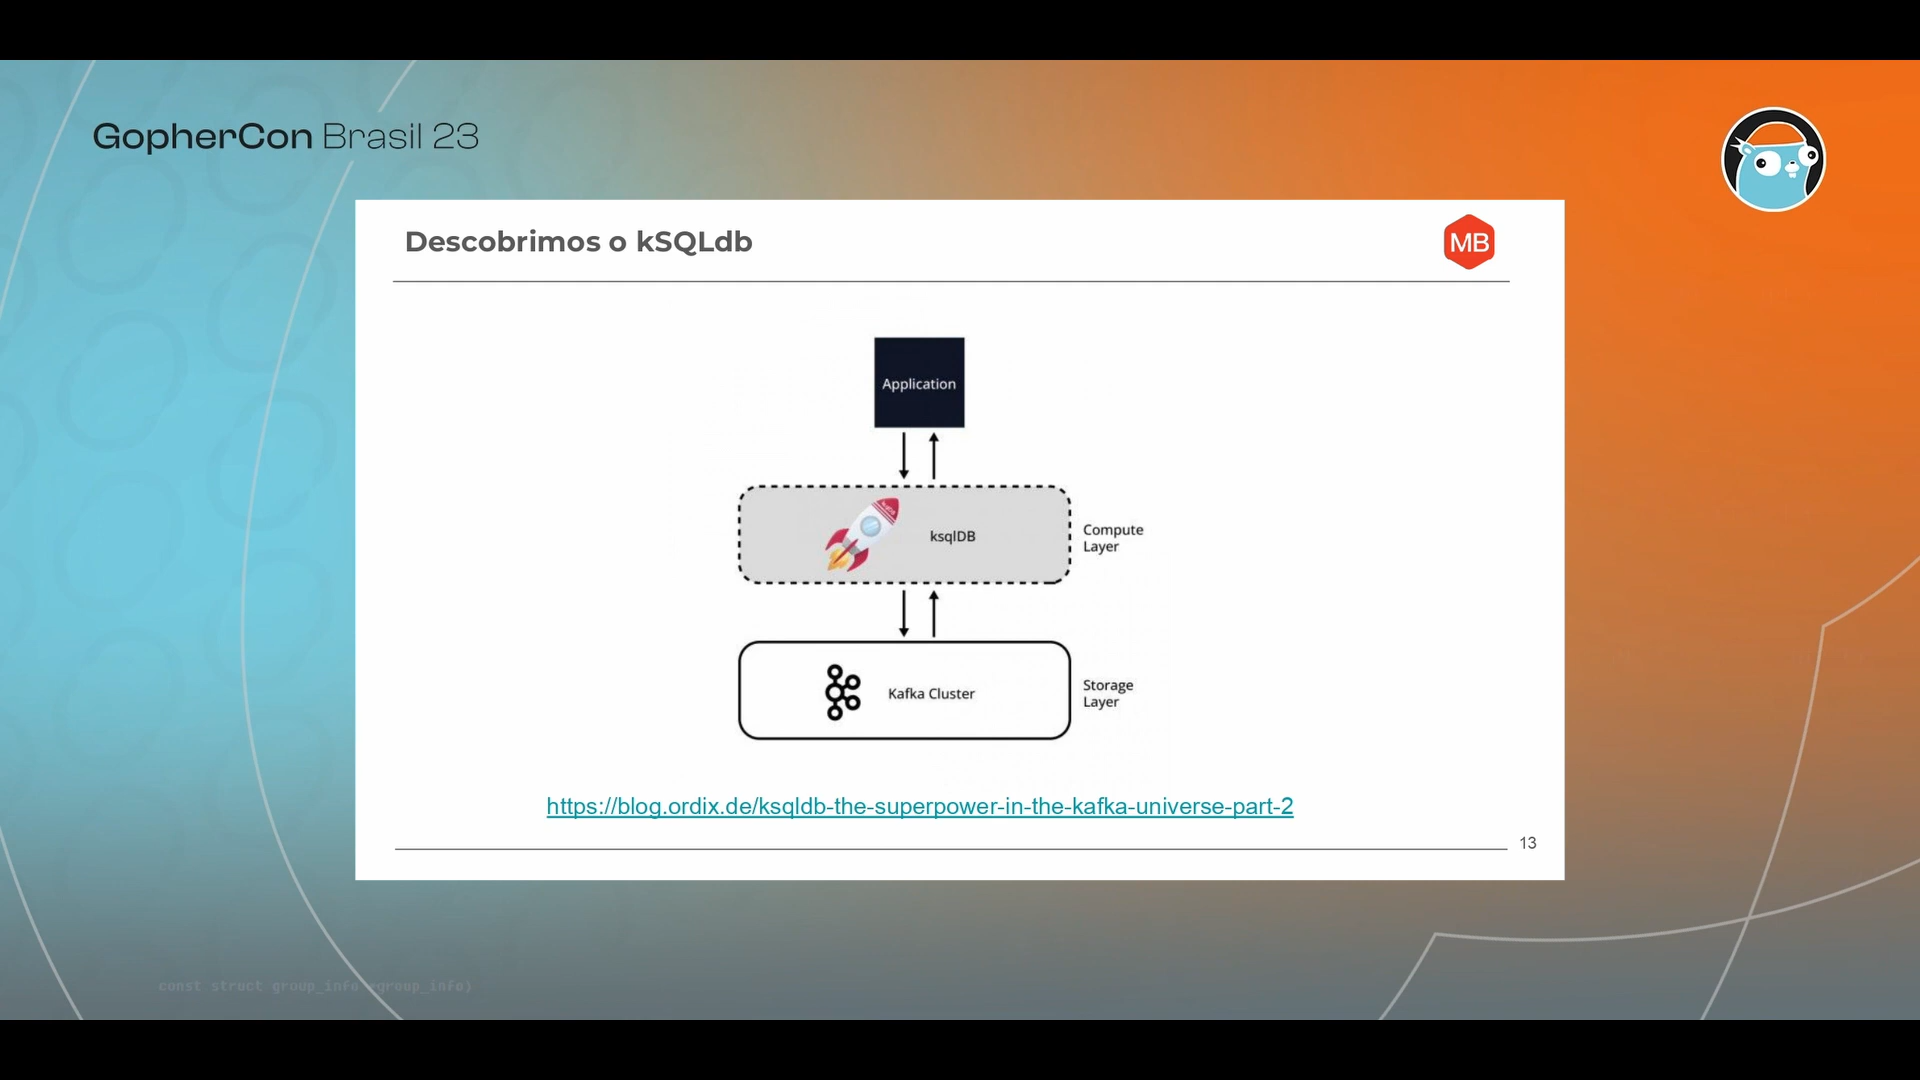 GopherCon Brasil 23
Descobrimos o kSQLdb
MB
Application
ksqlDB
Compute
Layer
Kafka Cluster
Storage
Layer
https://blog.ordix.de/ksqldb-the-superpower-in-the-kafka-universe-part-2
13
const struct group_info *group_info)